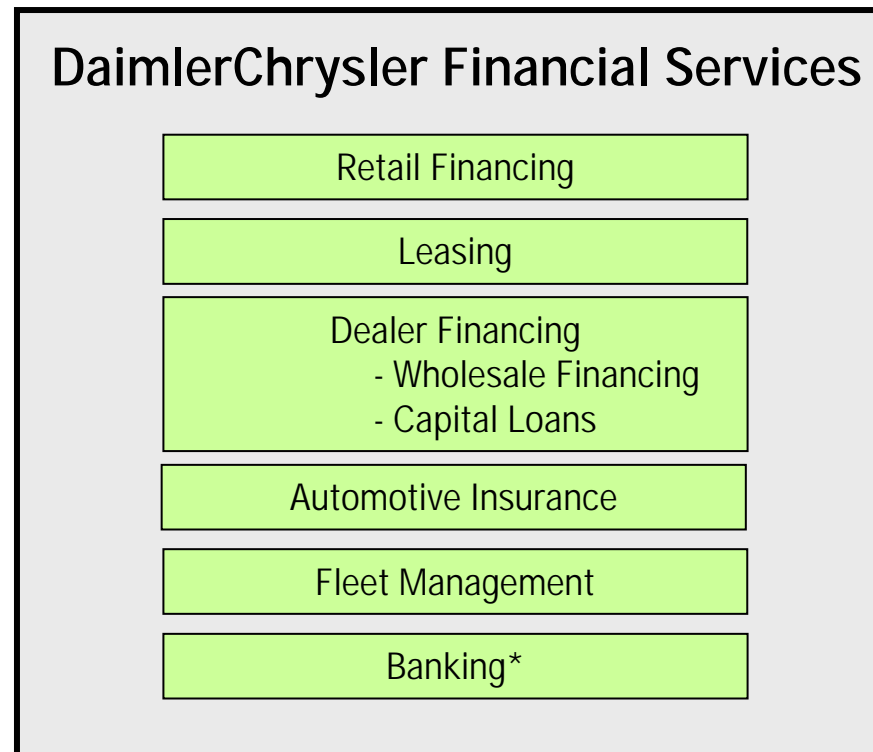 DaimlerChrysler Financial Services
Retail Financing
Leasing
Dealer Financing
- Wholesale Financing
- Capital Loans
Automotive Insurance
Fleet Management
Banking*